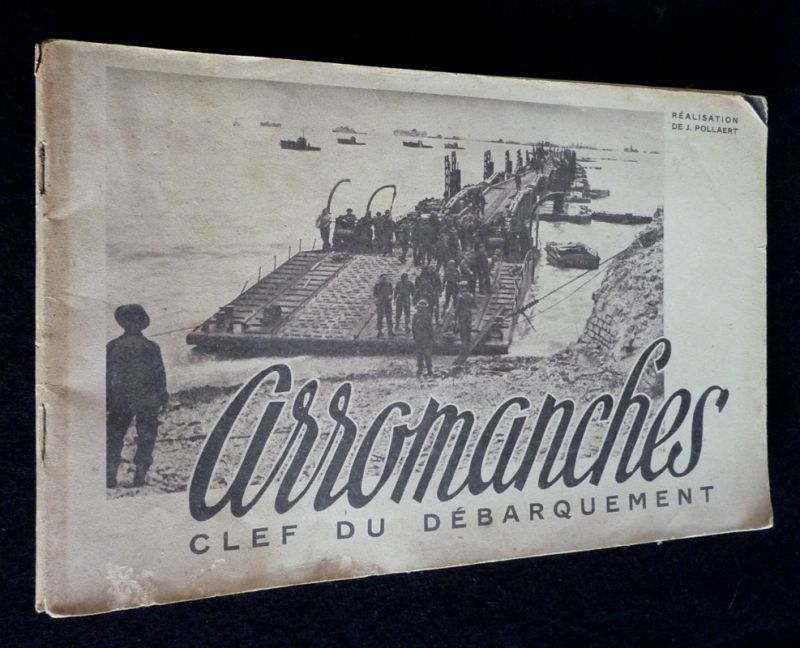 RÉALISATION
DE J. POLLAERT
Arromanches
CLEF DU DÉBARQUEMENT